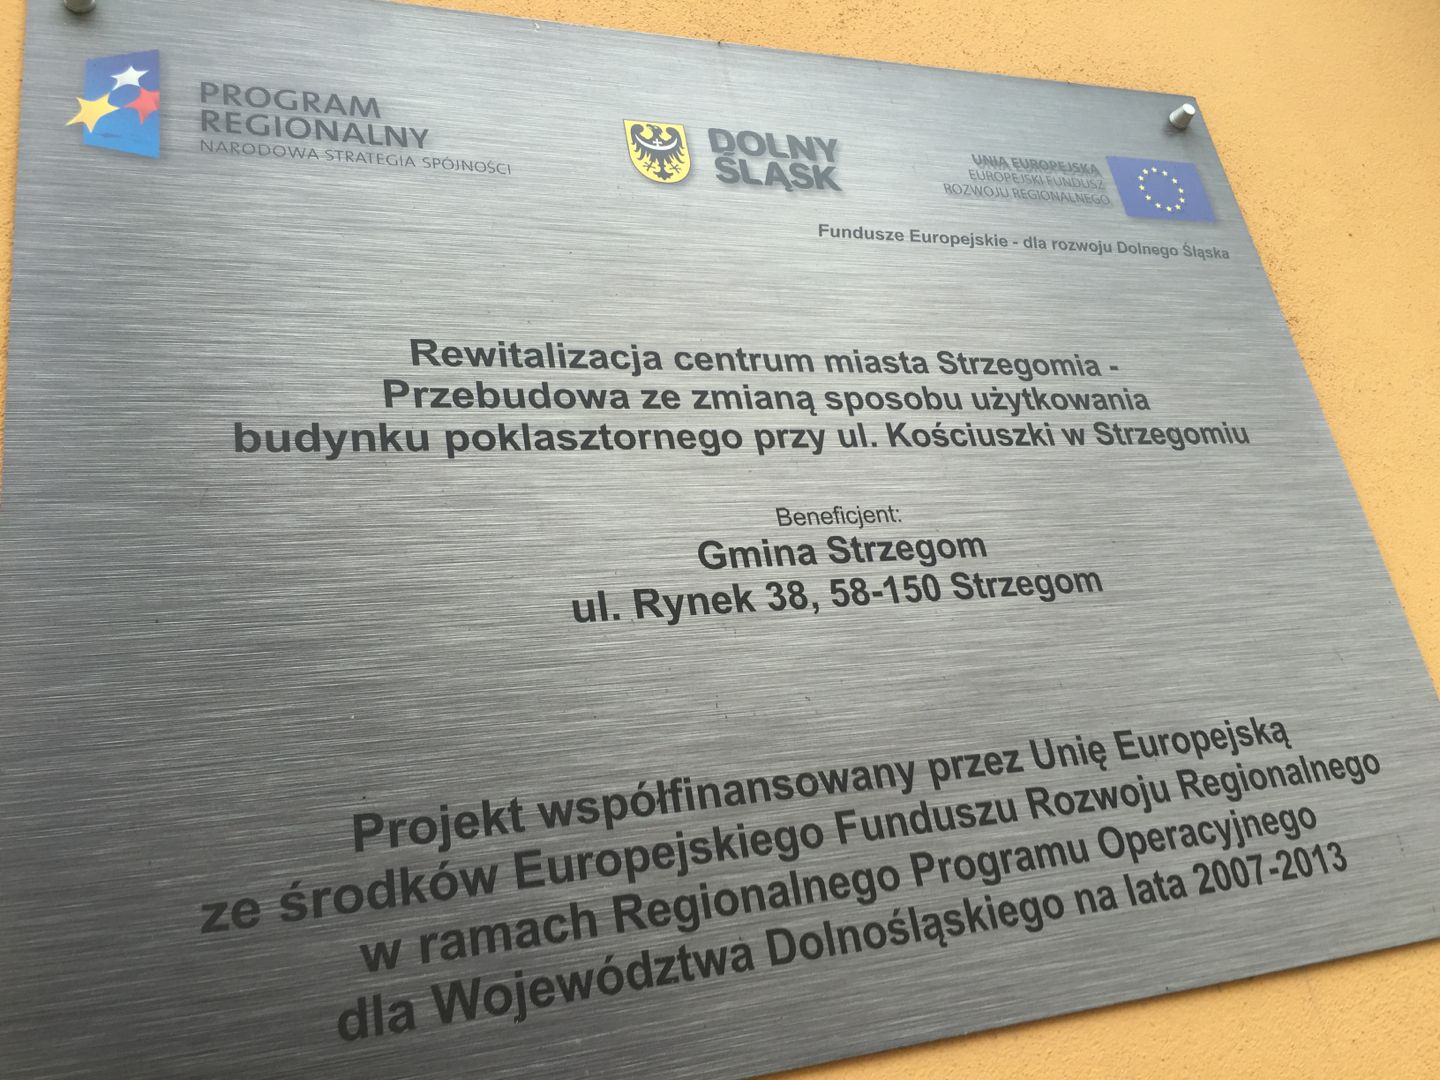 PROGRAM
REGIONALNY
NARODOWA STRATEGIA SPÓJNOŚCI
DOLNY
ŚLĄSK
UNIA EUROPEJSKA
EUROPEJSKI FUNDUSZ
ROZWOJU REGIONALNEGO
Fundusze Europejskie - dla rozwoju Dolnego Śląska
Rewitalizacja centrum miasta Strzegomia -
Przebudowa ze zmianą sposobu użytkowania
budynku poklasztornego przy ul. Kościuszki w Strzegomiu
Beneficjent:
Gmina Strzegom
ul. Rynek 38, 58-150 Strzegom
Projekt współfinansowany przez Unię Europejską
ze środków Europejskiego Funduszu Rozwoju Regionalnego
w ramach Regionalnego Programu Operacyjnego
dla Województwa Dolnośląskiego na lata 2007-2013